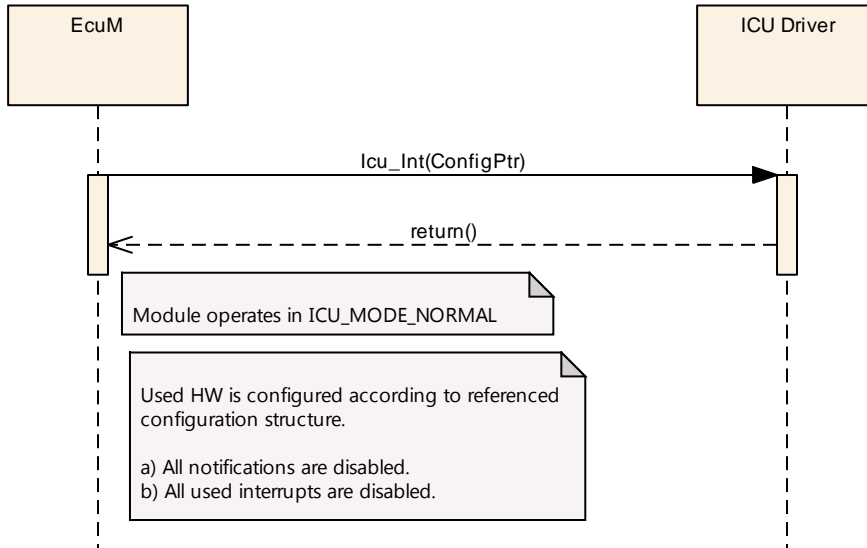 EcuM
ICU Driver
Icu_Int(ConfigPtr)
return()
Module operates in ICU_MODE_NORMAL
Used HW is configured according to referenced
configuration structure.
a) All notifications are disabled.
b) All used interrupts are disabled.